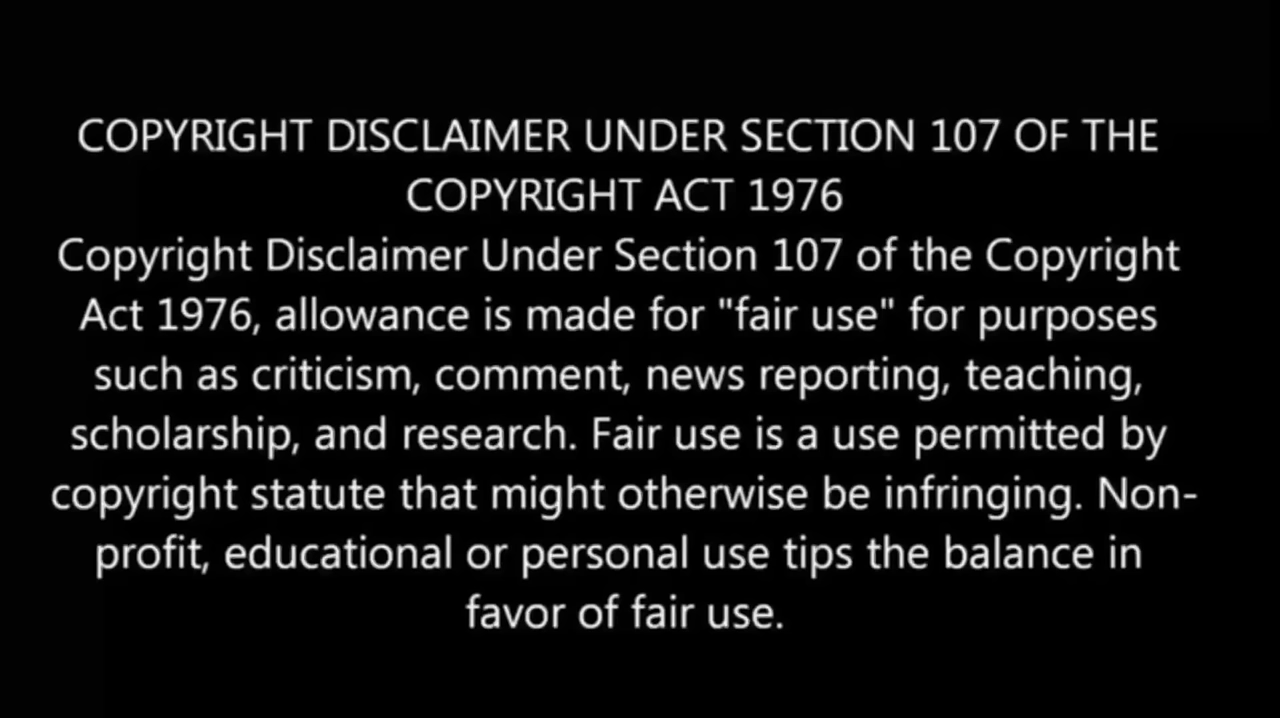 COPYRIGHT DISCLAIMER UNDER SECTION 107 OF THE
COPYRIGHT ACT 1976
Copyright Disclaimer Under Section 107 of the Copyright
Act 1976, allowance is made for "fair use" for purposes
such as criticism, comment, news reporting, teaching,
scholarship, and research. Fair use is a use permitted by
copyright statute that might otherwise be infringing. Non-
profit, educational or personal use tips the balance in
favor of fair use.